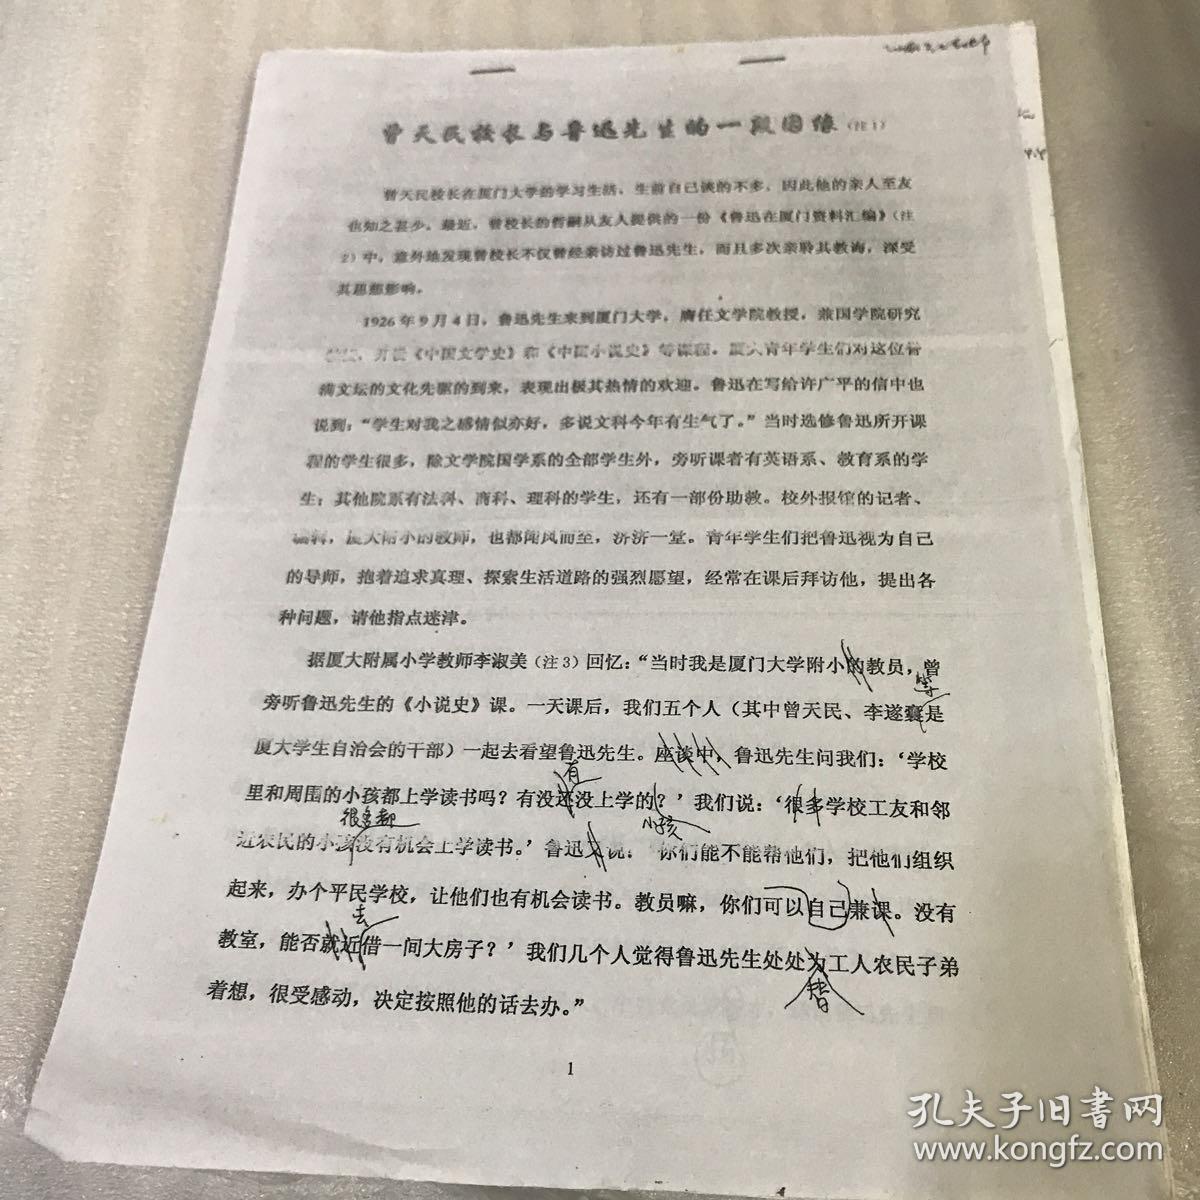 曾天民校长与鲁迅先生的一段因缘（注1）
曾天民校长在厦门大学的学习生活，生前自己谈的不多，因此他的亲人至友
也知之甚少。最近，曾校长的哲嗣从友人提供的一份《鲁迅在厦门资料汇编》（注
2）中，意外地发现曾校长不仅曾经亲访过鲁迅先生，而且多次亲聆其教诲，深受
其思想影响。
1926年9月4日，鲁迅先生来到厦门大学，膺任文学院教授，兼国学院研究
教授，开设《中国文学史》和《中国小说史》等课程。厦大青年学生们对这位誉
满文坛的文化先驱的到来，表现出极其热情的欢迎。鲁迅在写给许广平的信中也
说到：“学生对我之感情似亦好，多说文科今年有生气了。”当时选修鲁迅所开课
程的学生很多，除文学院国学系的全部学生外，旁听课者有英语系、教育系的学
生；其他院系有法科、商科、理科的学生，还有一部份助教。校外报馆的记者、
编辑，厦大附小的教师，也都闻风而至，济济一堂。青年学生们把鲁迅视为自己
的导师，抱着追求真理、探索生活道路的强烈愿望，经常在课后拜访他，提出各
种问题，请他指点迷津。
据厦大附属小学教师李淑美（注3）回忆：“当时我是厦门大学附小的教员，曾
等
旁听鲁迅先生的《小说史》课。一天课后，我们五个人（其中曾天民、李遂囊是
厦大学生自治会的干部）一起去看望鲁迅先生。座谈中，鲁迅先生问我们：‘学校
有
里和周围的小孩都上学读书吗？有没还没上学的？’我们说：‘很多学校工友和邻
很多都 小孩
近农民的小孩没有机会上学读书。’鲁迅又说：‘你们能不能帮他们，把他们组织
起来，办个平民学校，让他们也有机会读书。教员嘛，你们可以自己兼课。没有
去
教室，能否就近借一间大房子？’我们几个人觉得鲁迅先生处处为工人农民子弟
替
着想，很受感动，决定按照他的话去办。”
1
孔夫子旧书网
www.kongfz.com